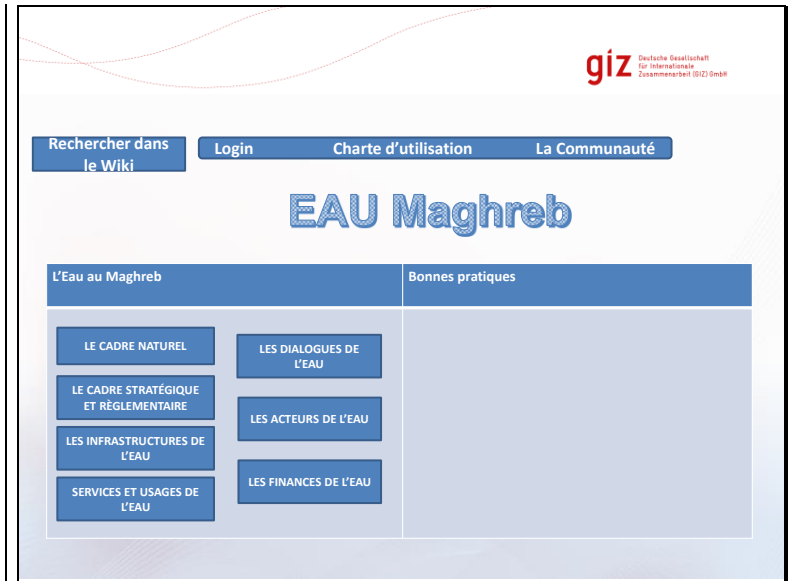 giz
Deutsche Gesellschaft
für Internationale
Zusammenarbeit (GIZ) GmbH
Rechercher dans
le Wiki
Login
Charte d’utilisation
La Communauté
EAU Maghreb
L’Eau au Maghreb
Bonnes pratiques
LE CADRE NATUREL
LE CADRE STRATÉGIQUE
ET RÈGLEMENTAIRE
LES INFRASTRUCTURES DE
L’EAU
SERVICES ET USAGES DE
L’EAU
LES DIALOGUES DE
L’EAU
LES ACTEURS DE L’EAU
LES FINANCES DE L’EAU